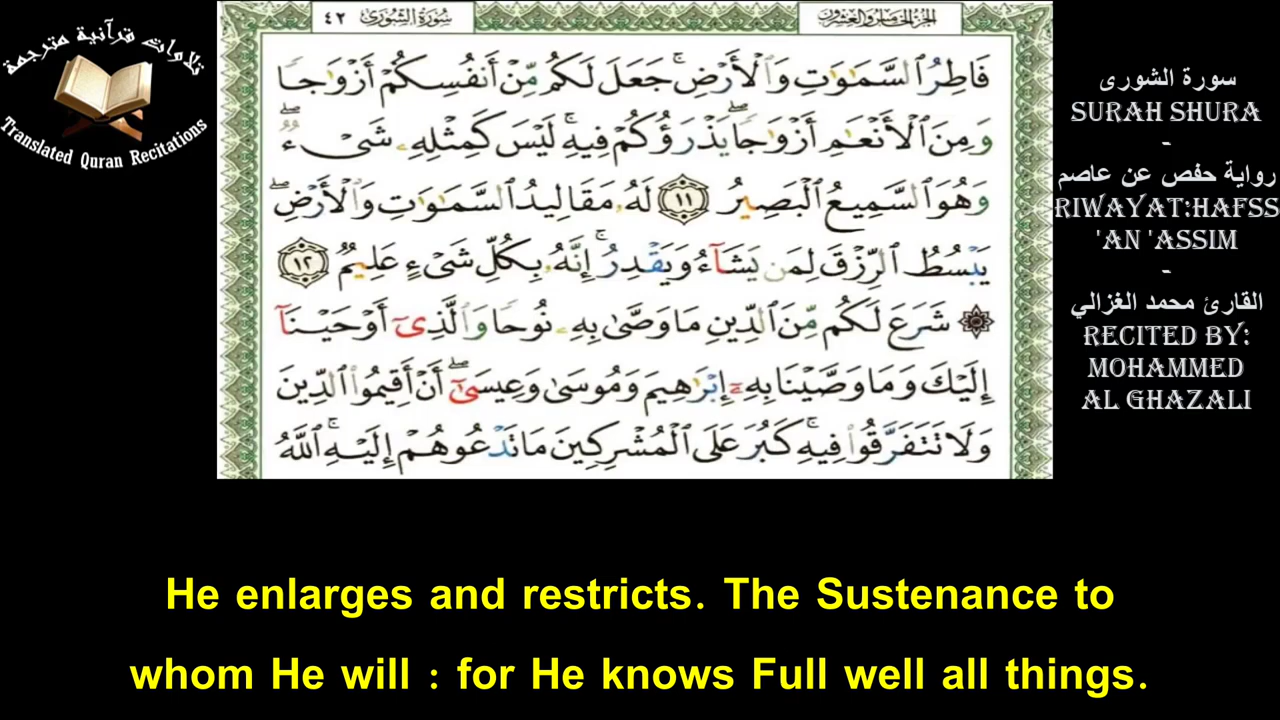 تلاوات قرآنية مترجمة
Translated Quran Recitations
الجزء الخامس والعشرون
سورة الشورى ٤٢
فَاطِرُ ٱلسَّمَٰوَٰتِ وَٱلْأَرْضِ ۚ جَعَلَ لَكُم مِّنْ أَنفُسِكُمْ أَزْوَٰجًا
وَمِنَ ٱلْأَنْعَٰمِ أَزْوَٰجًا ۖ يَذْرَؤُكُمْ فِيهِ ۚ لَيْسَ كَمِثْلِهِۦ شَىْءٌ ۖ
وَهُوَ ٱلسَّمِيعُ ٱلْبَصِيرُ ١١ لَهُۥ مَقَالِيدُ ٱلسَّمَٰوَٰتِ وَٱلْأَرْضِ ۖ
يَبْسُطُ ٱلرِّزْقَ لِمَن يَشَآءُ وَيَقْدِرُ ۚ إِنَّهُۥ بِكُلِّ شَىْءٍ عَلِيمٌ ١٢
۞ شَرَعَ لَكُم مِّنَ ٱلدِّينِ مَا وَصَّىٰ بِهِۦ نُوحًا وَٱلَّذِىٓ أَوْحَيْنَآ
إِلَيْكَ وَمَا وَصَّيْنَا بِهِۦٓ إِبْرَٰهِيمَ وَمُوسَىٰ وَعِيسَىٰٓ ۖ أَنْ أَقِيمُوا۟ ٱلدِّينَ
وَلَا تَتَفَرَّقُوا۟ فِيهِ ۚ كَبُرَ عَلَى ٱلْمُشْرِكِينَ مَا تَدْعُوهُمْ إِلَيْهِ ۚ ٱللَّهُ
سورة الشورى
SURAH SHURA
-
رواية حفص عن عاصم
RIWAYAT:HAFSS
'AN 'ASSIM
-
القارئ محمد الغزالي
RECITED BY:
MOHAMMED
AL GHAZALI
He enlarges and restricts. The Sustenance to
whom He will : for He knows Full well all things.